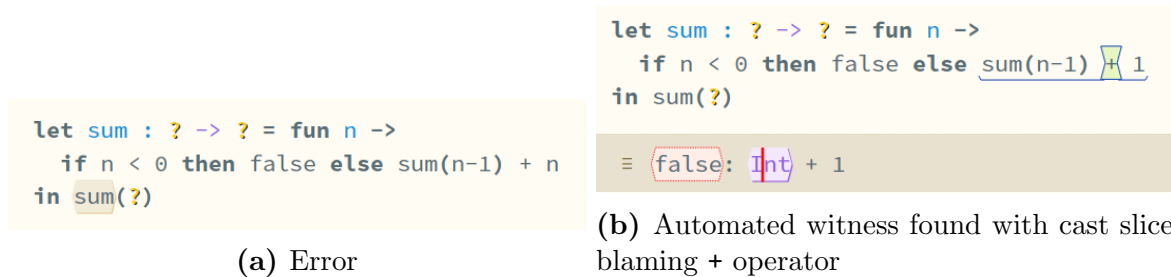 let sum : ? -> ? = fun n ->
if n < 0 then false else sum(n-1) + n
in sum(?)
(a) Error
let sum : ? -> ? = fun n ->
if n < 0 then false else sum(n-1) + 1
in sum(?)
≡ false: Int + 1
(b) Automated witness found with cast slice
blaming + operator